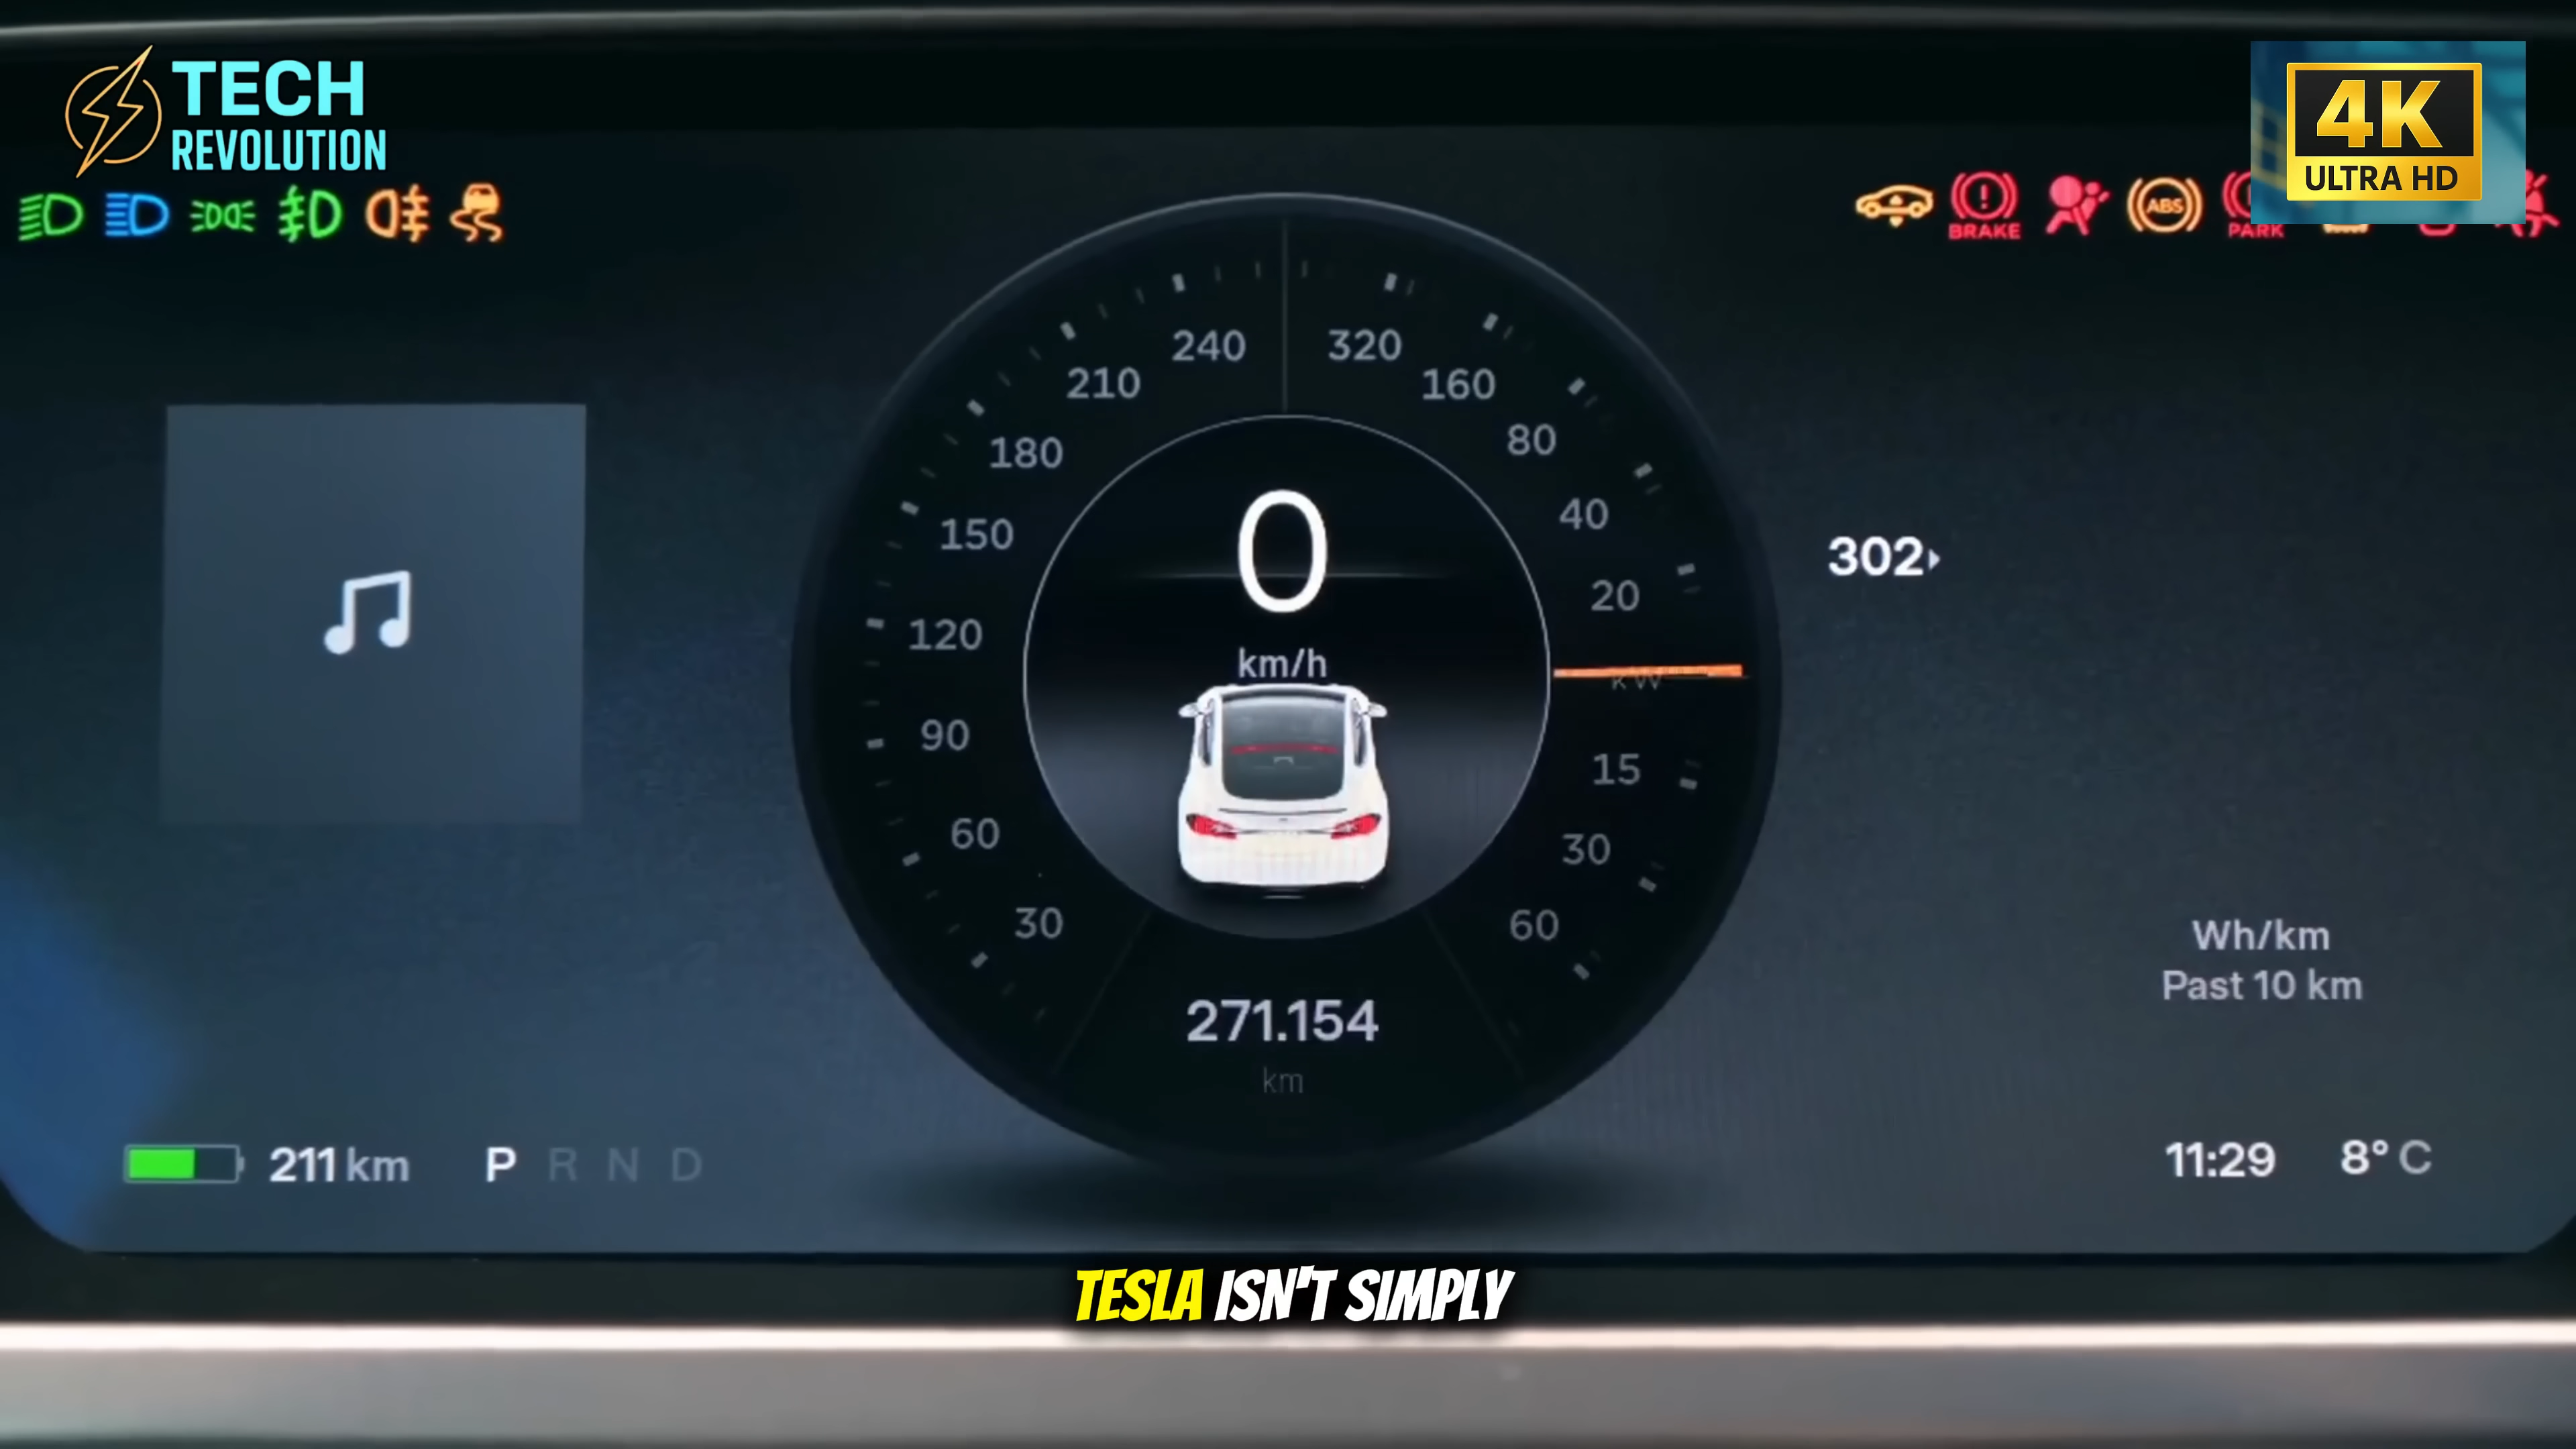 TECH
REVOLUTION
4K
ULTRA HD
BRAKE
ABS
PARK
240
320
210
160
180
80
150
40
20
120
90
15
60
30
30
60
0
km/h
kW
302
271.154
km
Wh/km
Past 10 km
211 km
P R N D
11:29
8° C
TESLA ISN'T SIMPLY